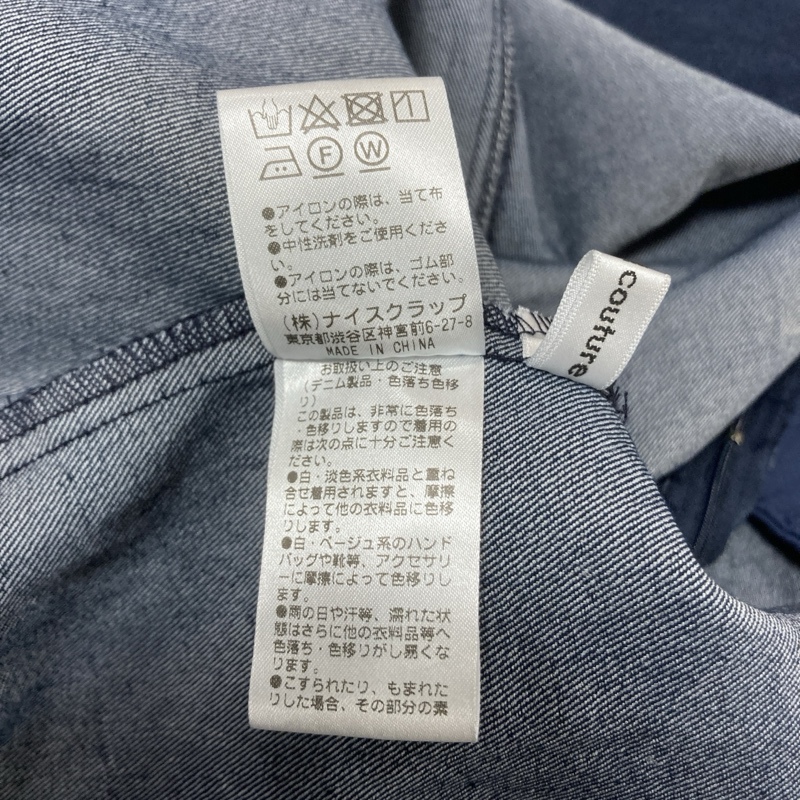 F W
●アイロンの際は、当て布
をしてください。
●中性洗剤をご使用くださ
い。
●アイロンの際は、ゴム部
分には当てないでください。
(株)ナイスクラップ
東京都渋谷区神宮前6-27-8
MADE IN CHINA
お取扱い上のご注意
(デニム製品・色落ち色移
り)
この製品は、非常に色落ち
・色移りしますので着用の
際は次の点に十分ご注意く
ださい。
●白・淡色系衣料品と重ね
合せ着用されますと、摩擦
によって他の衣料品に色移
りします。
●白・ベージュ系のハンド
バッグや靴等、アクセサリ
ーに摩擦によって色移りし
ます。
●雨の日や汗等、濡れた状
態はさらに他の衣料品等へ
色落ち・色移りがし易くな
ります。
●こすられたり、もまれた
りした場合、その部分の素
couture